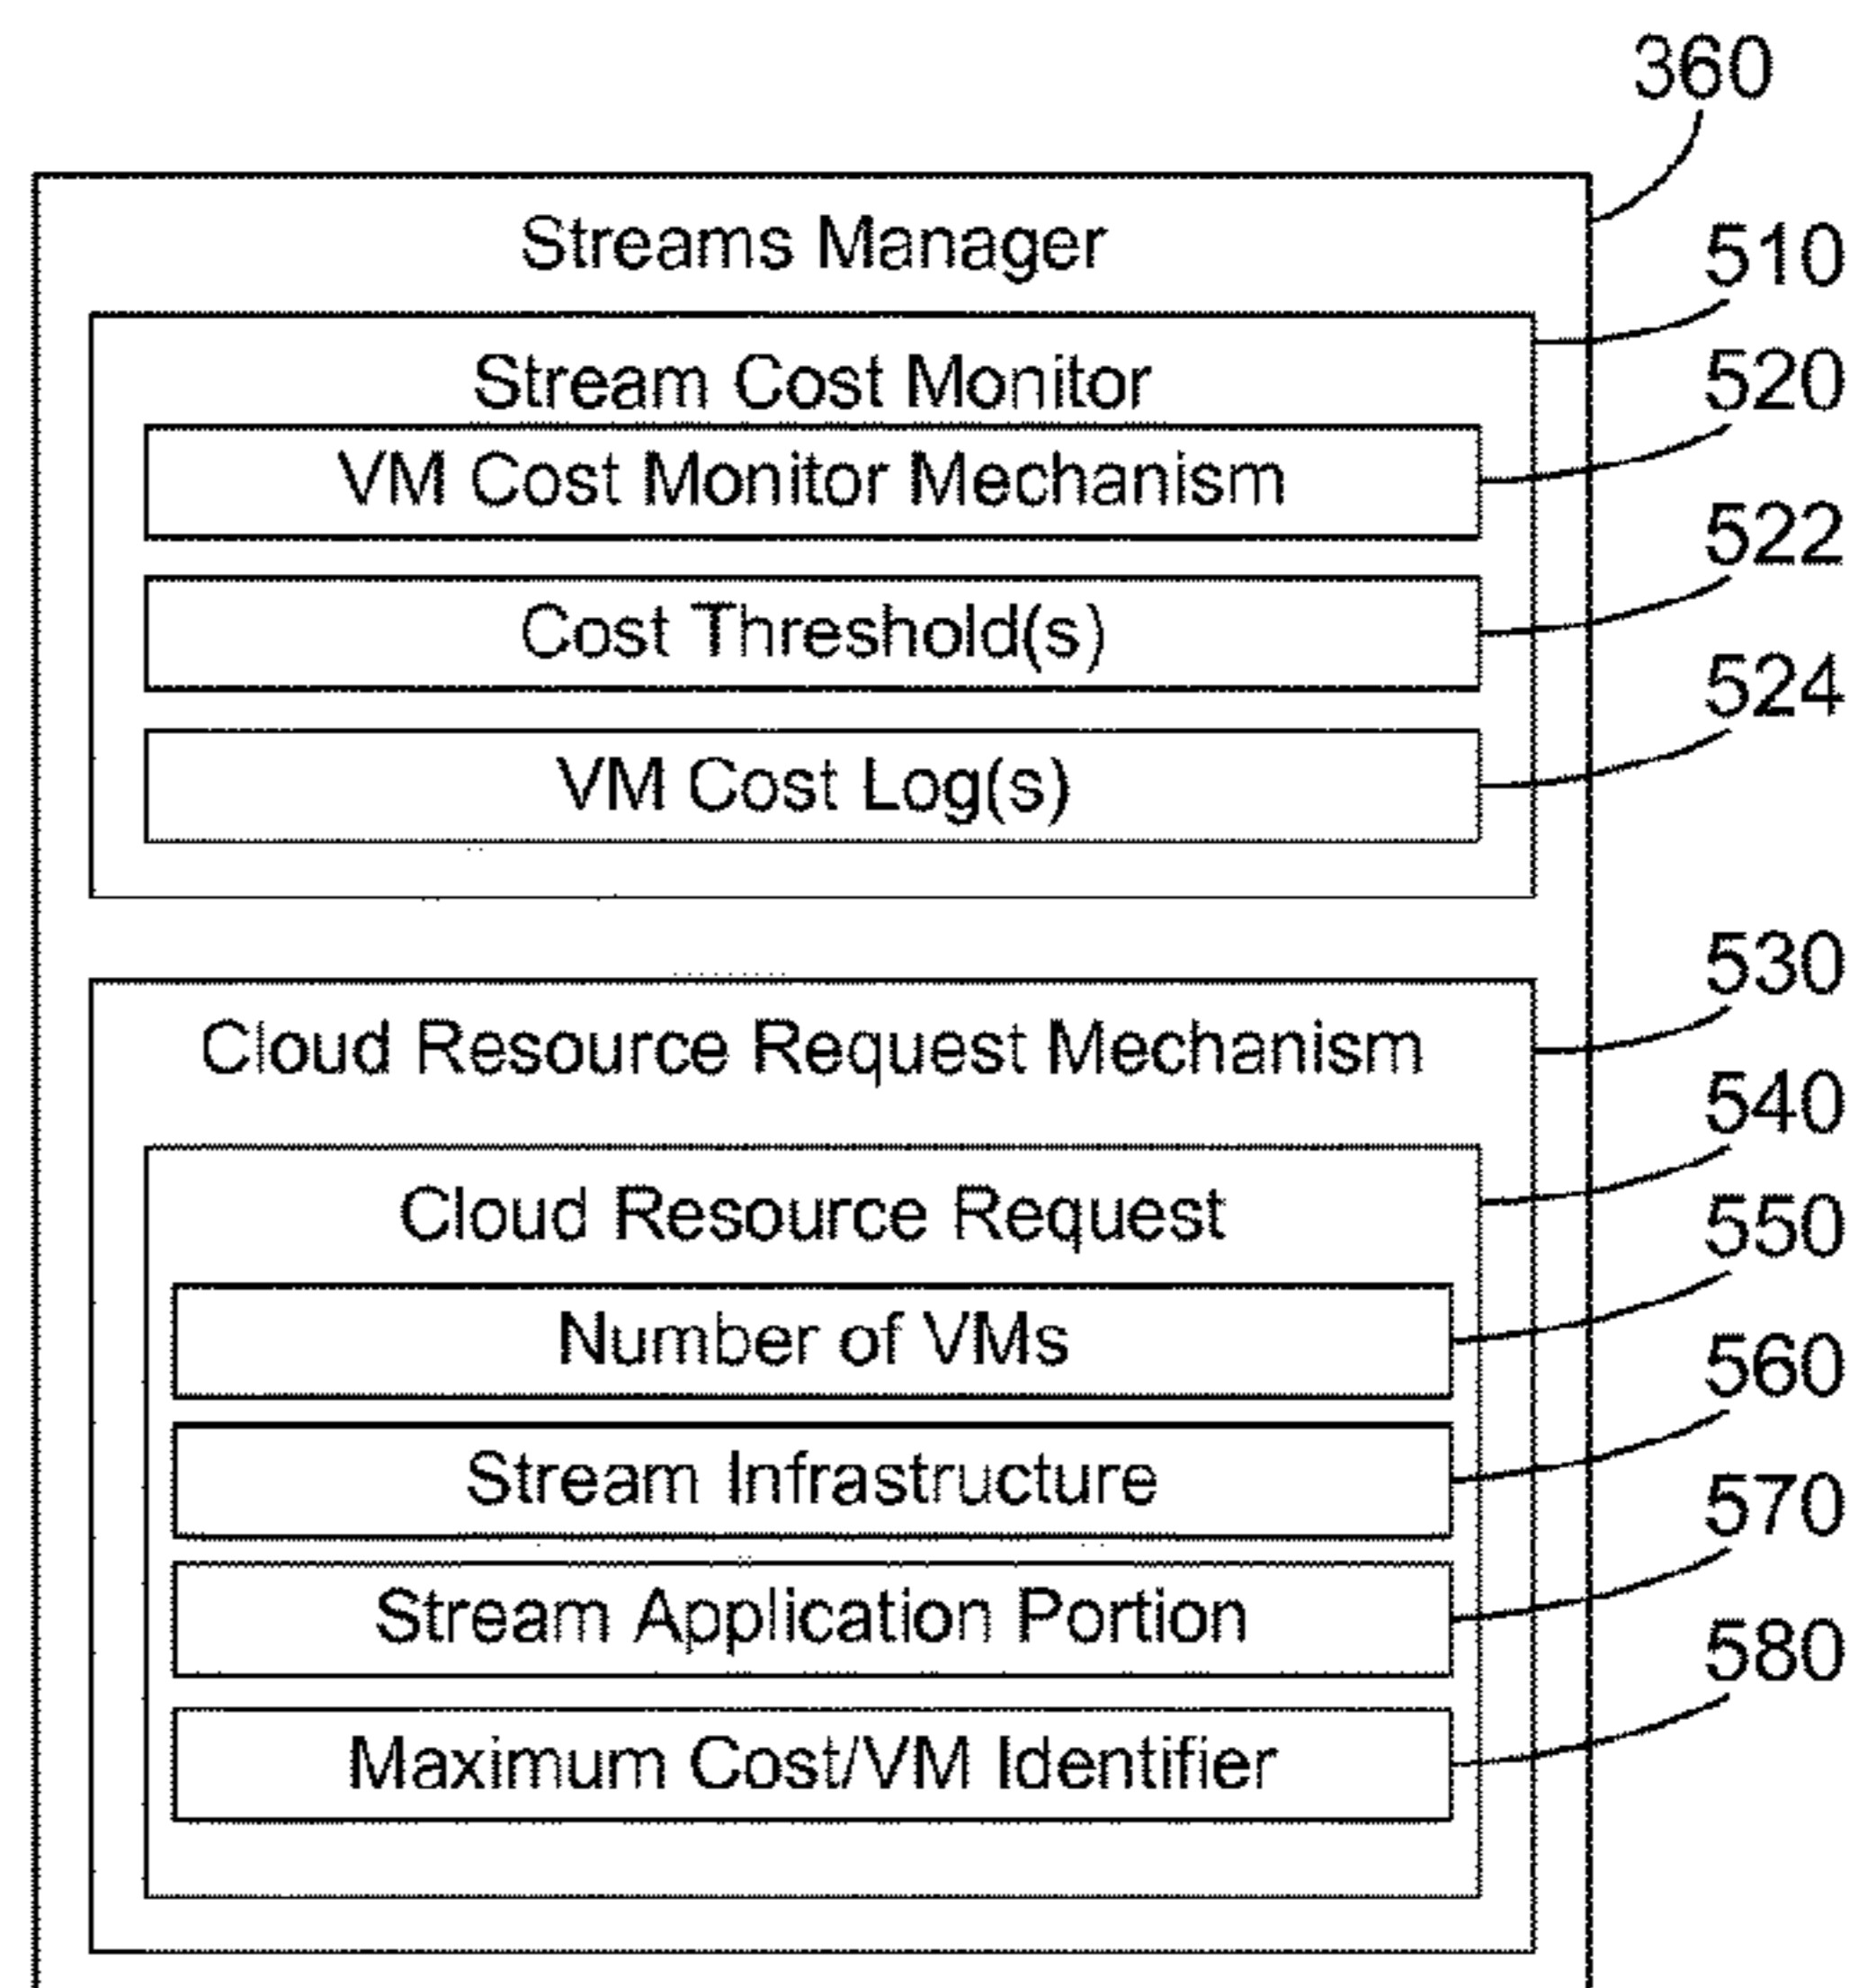 360
Streams Manager
510
Stream Cost Monitor
520
VM Cost Monitor Mechanism
522
Cost Threshold(s)
524
VM Cost Log(s)
530
Cloud Resource Request Mechanism
540
Cloud Resource Request
550
Number of VMs
560
Stream Infrastructure
570
Stream Application Portion
580
Maximum Cost/VM Identifier